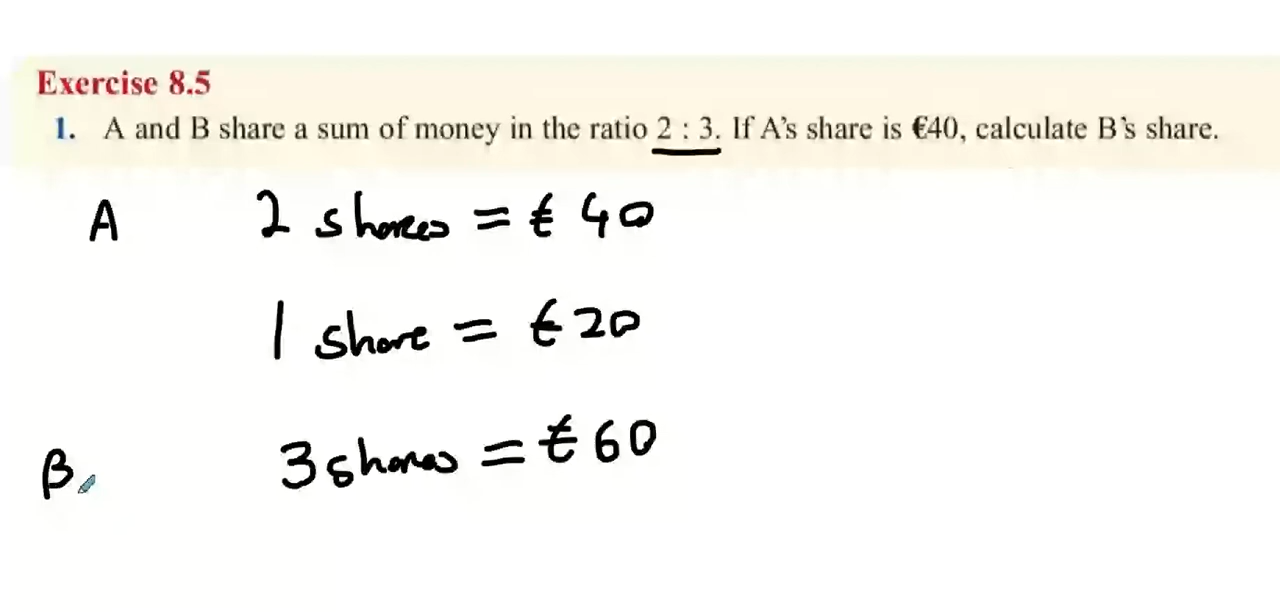 Exercise 8.5
1. A and B share a sum of money in the ratio 2 : 3. If A's share is €40, calculate B's share.
A 2 shares = € 40
1 share = € 20
B. 3 shares = € 60